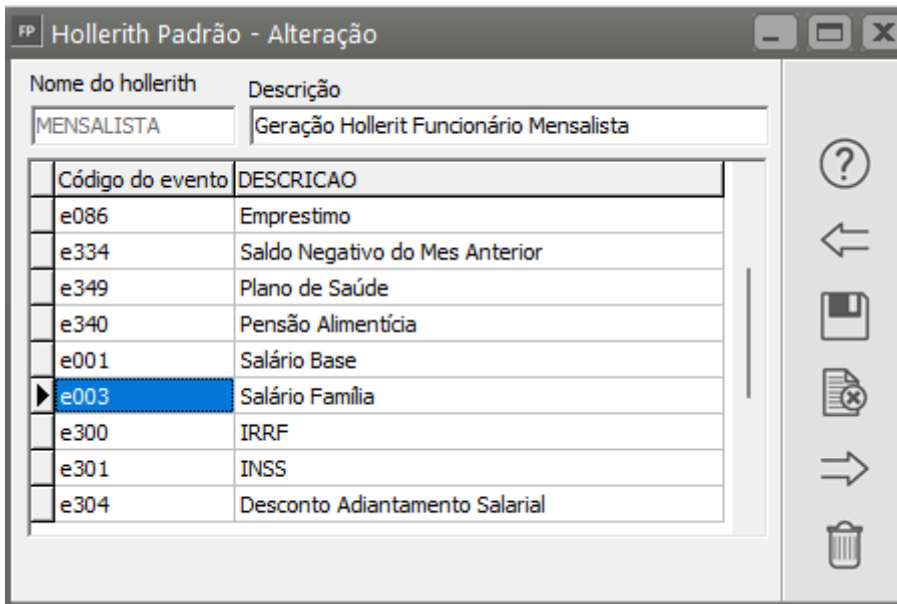 FP Hollerith Padrão - Alteração
Nome do hollerith Descrição
MENSALISTA Geração Hollerit Funcionário Mensalista
Código do evento DESCRICAO
e086 Emprestimo
e334 Saldo Negativo do Mes Anterior
e349 Plano de Saúde
e340 Pensão Alimentícia
e001 Salário Base
e003 Salário Família
e300 IRRF
e301 INSS
e304 Desconto Adiantamento Salarial